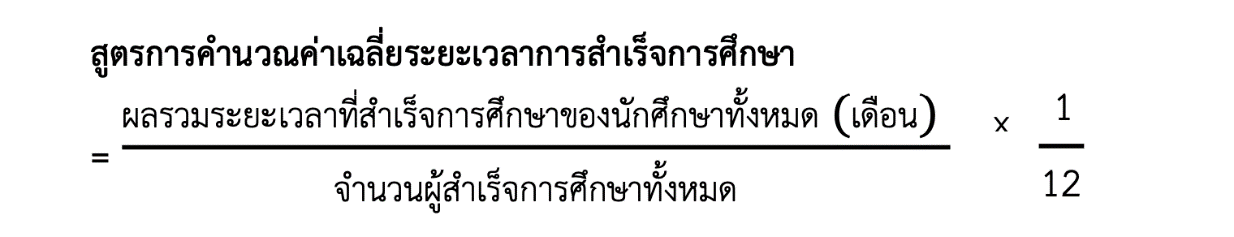 สูตรการคำนวณค่าเฉลี่ยระยะเวลาการสำเร็จการศึกษา
ผลรวมระยะเวลาที่สำเร็จการศึกษาของนักศึกษาทั้งหมด (เดือน) × 1
=
จำนวนผู้สำเร็จการศึกษาทั้งหมด 12